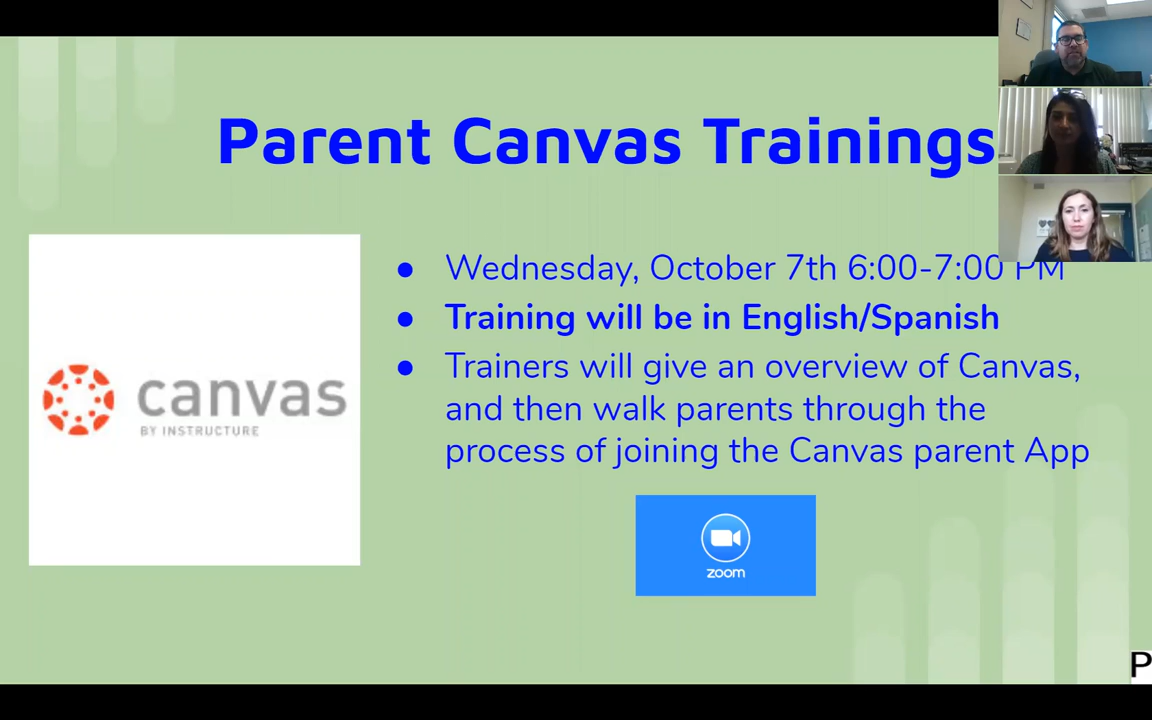 Parent Canvas Trainings
● Wednesday, October 7th 6:00-7:00 PM
● Training will be in English/Spanish
● Trainers will give an overview of Canvas,
and then walk parents through the
process of joining the Canvas parent App
canvas
BY INSTRUCTURE
zoom
P